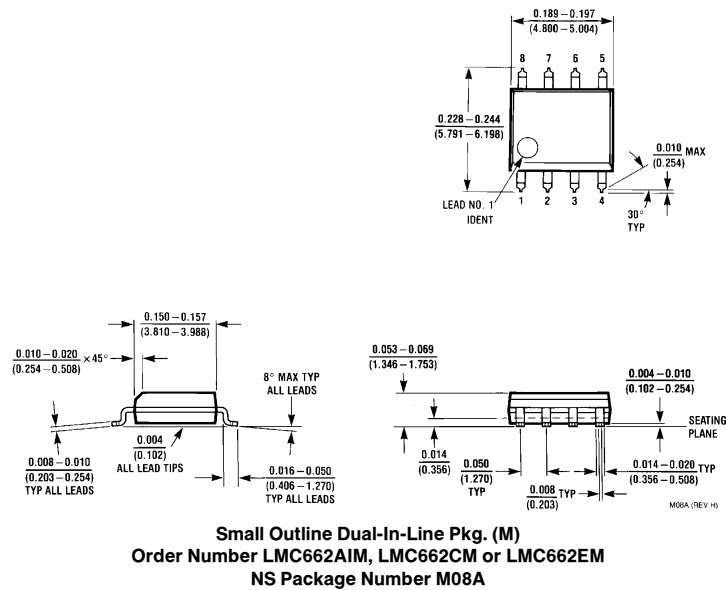 0.189 – 0.197
(4.800 – 5.004)
8 7 6 5
0.228 – 0.244
(5.791 – 6.198)
0.010 MAX
(0.254)
LEAD NO. 1
IDENT
1 2 3 4
30°
TYP
0.150 – 0.157
(3.810 – 3.988)
0.010 – 0.020 × 45°
(0.254 – 0.508)
8° MAX TYP
ALL LEADS
0.004
(0.102)
ALL LEAD TIPS
0.008 – 0.010
(0.203 – 0.254)
TYP ALL LEADS
0.016 – 0.050
(0.406 – 1.270)
TYP ALL LEADS
0.053 – 0.069
(1.346 – 1.753)
0.004 – 0.010
(0.102 – 0.254)
SEATING
PLANE
0.014
(0.356)
0.050
(1.270)
TYP
0.014 – 0.020 TYP
(0.356 – 0.508)
0.008 TYP
(0.203)
M08A (REV H)
Small Outline Dual-In-Line Pkg. (M)
Order Number LMC662AIM, LMC662CM or LMC662EM
NS Package Number M08A